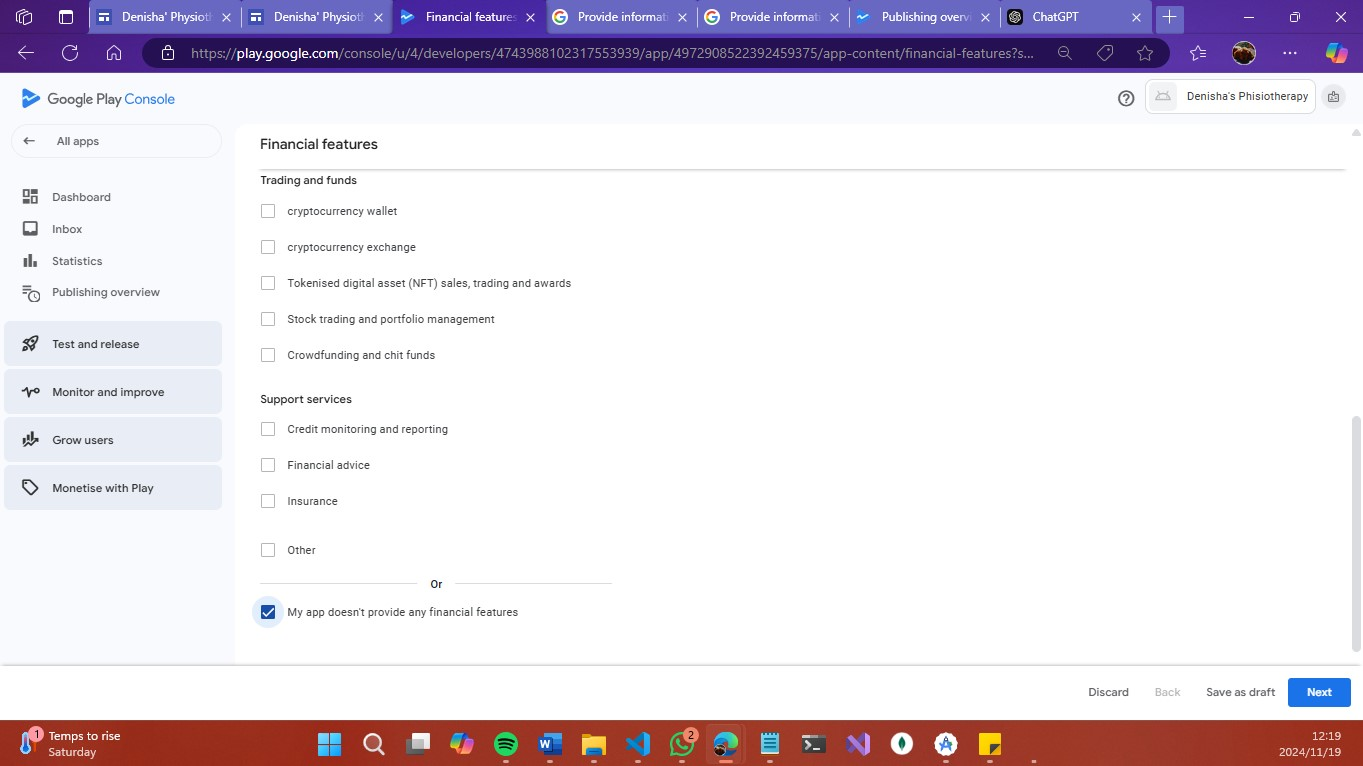 Denisha' Physiotl
Denisha' Physiotl
Financial features
Provide informati
Provide informati
Publishing overvi
ChatGPT
https://play.google.com/console/u/4/developers/4743988102317553939/app/4972908522392459375/app-content/financial-features?s...
Google Play Console
Denisha's Phisiotherapy
All apps
Financial features
Dashboard
Inbox
Statistics
Publishing overview
Test and release
Monitor and improve
Grow users
Monetise with Play
Trading and funds
cryptocurrency wallet
cryptocurrency exchange
Tokenised digital asset (NFT) sales, trading and awards
Stock trading and portfolio management
Crowdfunding and chit funds
Support services
Credit monitoring and reporting
Financial advice
Insurance
Other
Or
My app doesn't provide any financial features
Discard
Back
Save as draft
Next
1
Temps to rise
Saturday
2
12:19
2024/11/19